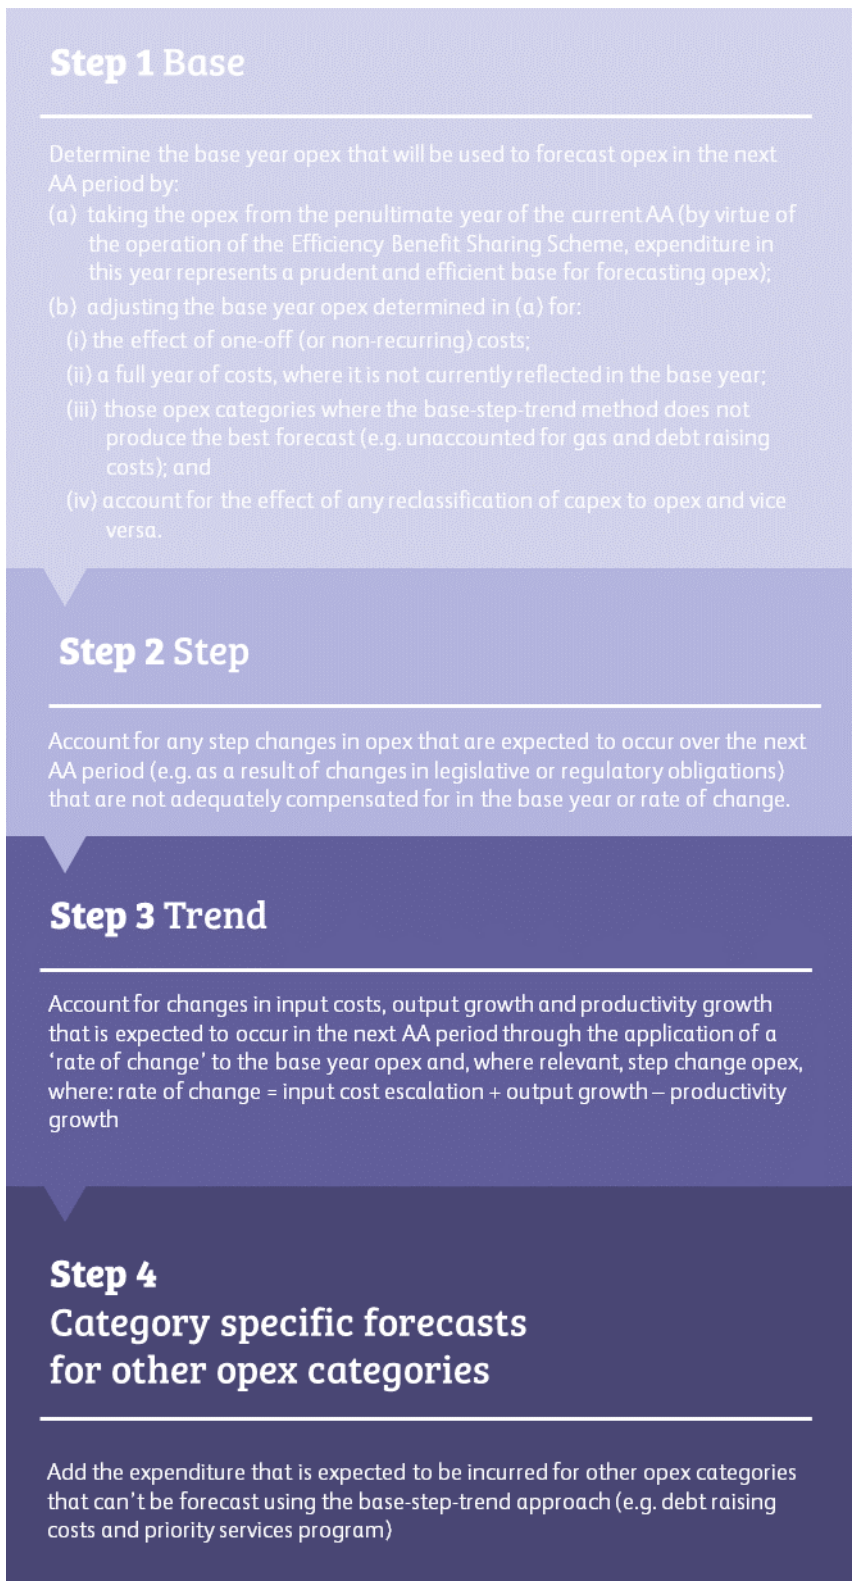 Step 1 Base
Determine the base year opex that will be used to forecast opex in the next
AA period by:
(a) taking the opex from the penultimate year of the current AA (by virtue of
the operation of the Efficiency Benefit Sharing Scheme, expenditure in
this year represents a prudent and efficient base for forecasting opex);
(b) adjusting the base year opex determined in (a) for:
(i) the effect of one-off (or non-recurring) costs;
(ii) a full year of costs, where it is not currently reflected in the base year;
(iii) those opex categories where the base-step-trend method does not
produce the best forecast (e.g. unaccounted for gas and debt raising
costs); and
(iv) account for the effect of any reclassification of capex to opex and vice
versa.
Step 2 Step
Account for any step changes in opex that are expected to occur over the next
AA period (e.g. as a result of changes in legislative or regulatory obligations)
that are not adequately compensated for in the base year or rate of change.
Step 3 Trend
Account for changes in input costs, output growth and productivity growth
that is expected to occur in the next AA period through the application of a
‘rate of change’ to the base year opex and, where relevant, step change opex,
where: rate of change = input cost escalation + output growth – productivity
growth
Step 4
Category specific forecasts
for other opex categories
Add the expenditure that is expected to be incurred for other opex categories
that can’t be forecast using the base-step-trend approach (e.g. debt raising
costs and priority services program)